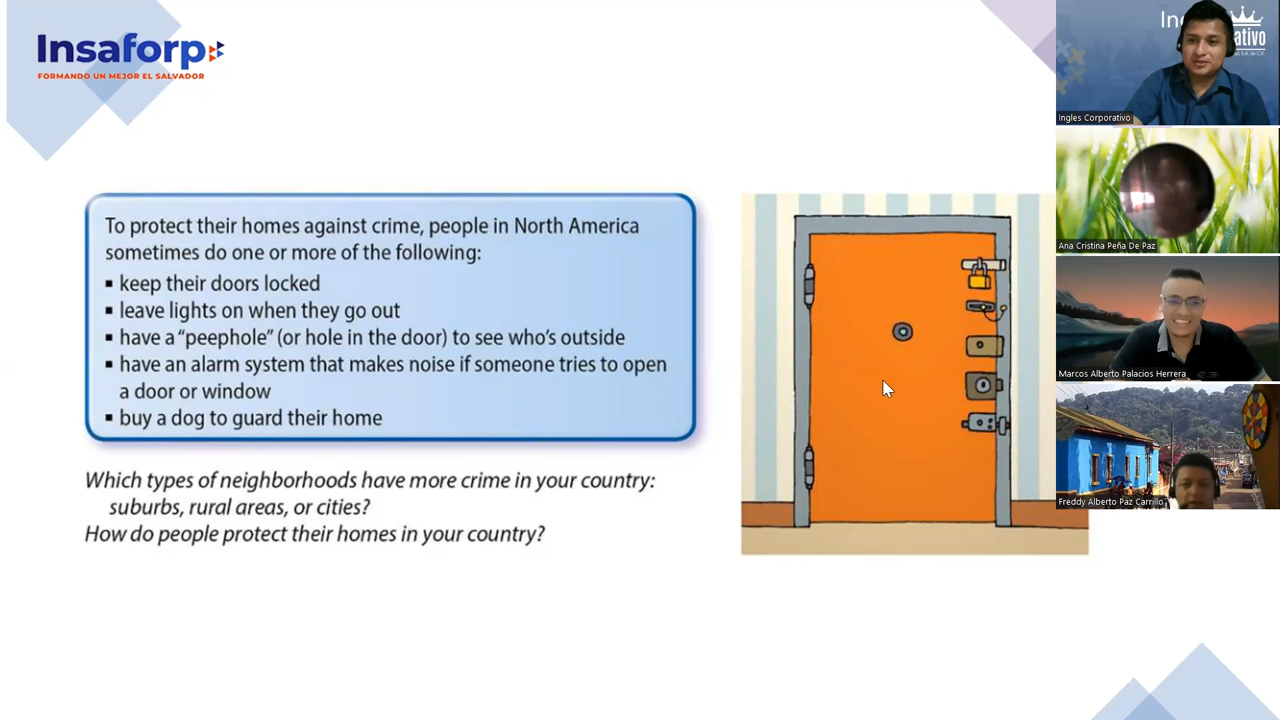 Insaforp
FORMANDO UN MEJOR EL SALVADOR
To protect their homes against crime, people in North America
sometimes do one or more of the following:
▪ keep their doors locked
▪ leave lights on when they go out
▪ have a “peephole” (or hole in the door) to see who’s outside
▪ have an alarm system that makes noise if someone tries to open
a door or window
▪ buy a dog to guard their home
Which types of neighborhoods have more crime in your country:
suburbs, rural areas, or cities?
How do people protect their homes in your country?
Ingles Corporativo
Ana Cristina Peña De Paz
Marcos Alberto Palacios Herrera
Freddy Alberto Paz Carrillo